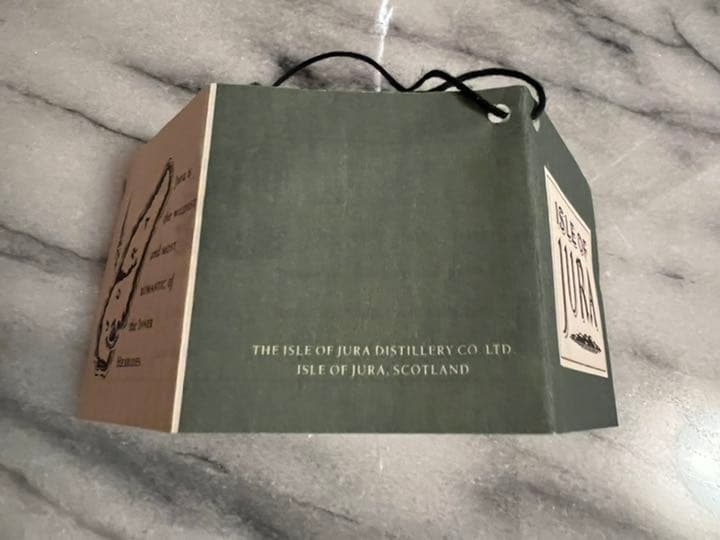 Jura is
the WILDEST
and MOST
ROMANTIC of
the INNER
HEBRIDES.
THE ISLE OF JURA DISTILLERY CO. LTD
ISLE OF JURA, SCOTLAND
ISLE OF
JURA